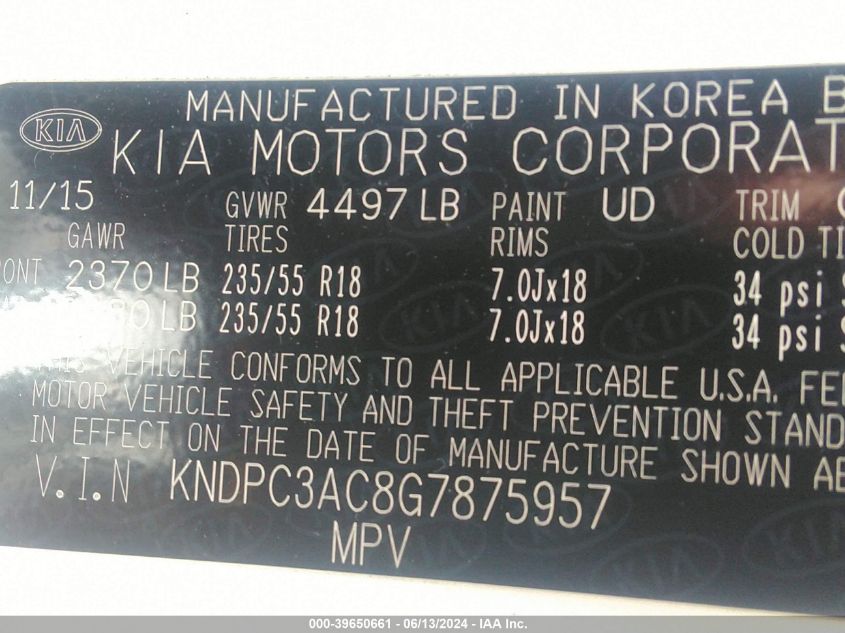 MANUFACTURED IN KOREA B
KIA KIA MOTORS CORPORAT
11/15 GVWR 4497 LB PAINT UD TRIM
GAWR TIRES RIMS COLD TI
ONT 2370 LB 235/55 R18 7.0Jx18 34 psi
0 LB 235/55 R18 7.0Jx18 34 psi
THIS VEHICLE CONFORMS TO ALL APPLICABLE U.S.A. FE
MOTOR VEHICLE SAFETY AND THEFT PREVENTION STAND
IN EFFECT ON THE DATE OF MANUFACTURE SHOWN AB
V.I.N KNDPC3AC8G7875957
MPV
000-39650661 - 06/13/2024 - IAA Inc.